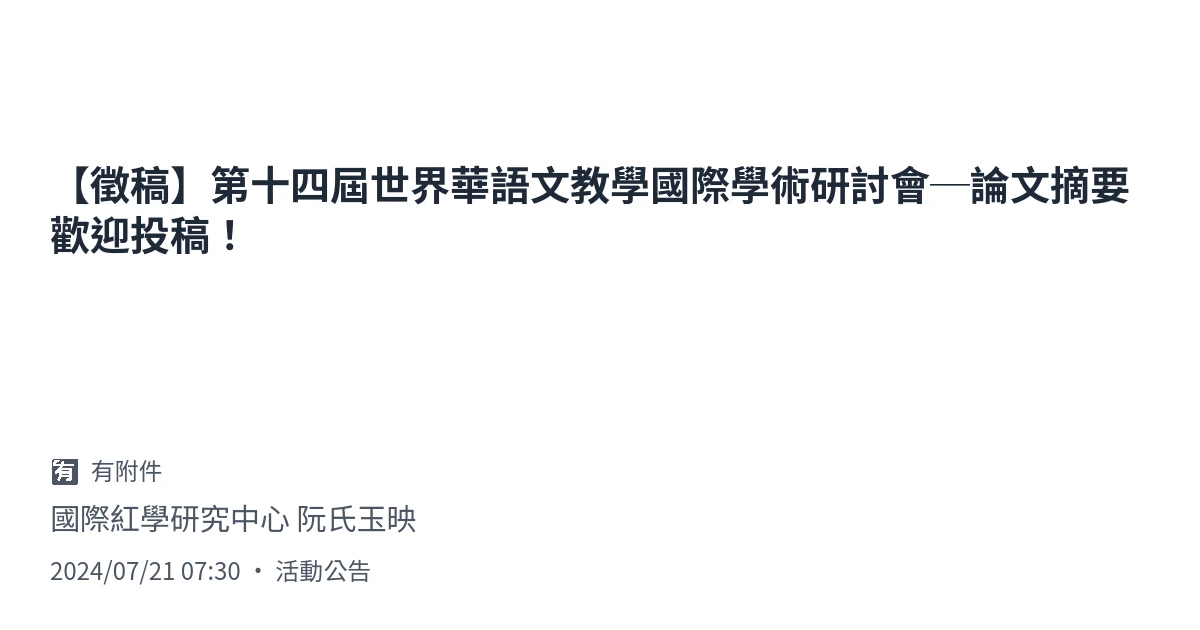 【徵稿】第十四屆世界華語文教學國際學術研討會─論文摘要
歡迎投稿！
有 有附件
國際紅學研究中心 阮氏玉映
2024/07/21 07:30 ・ 活動公告